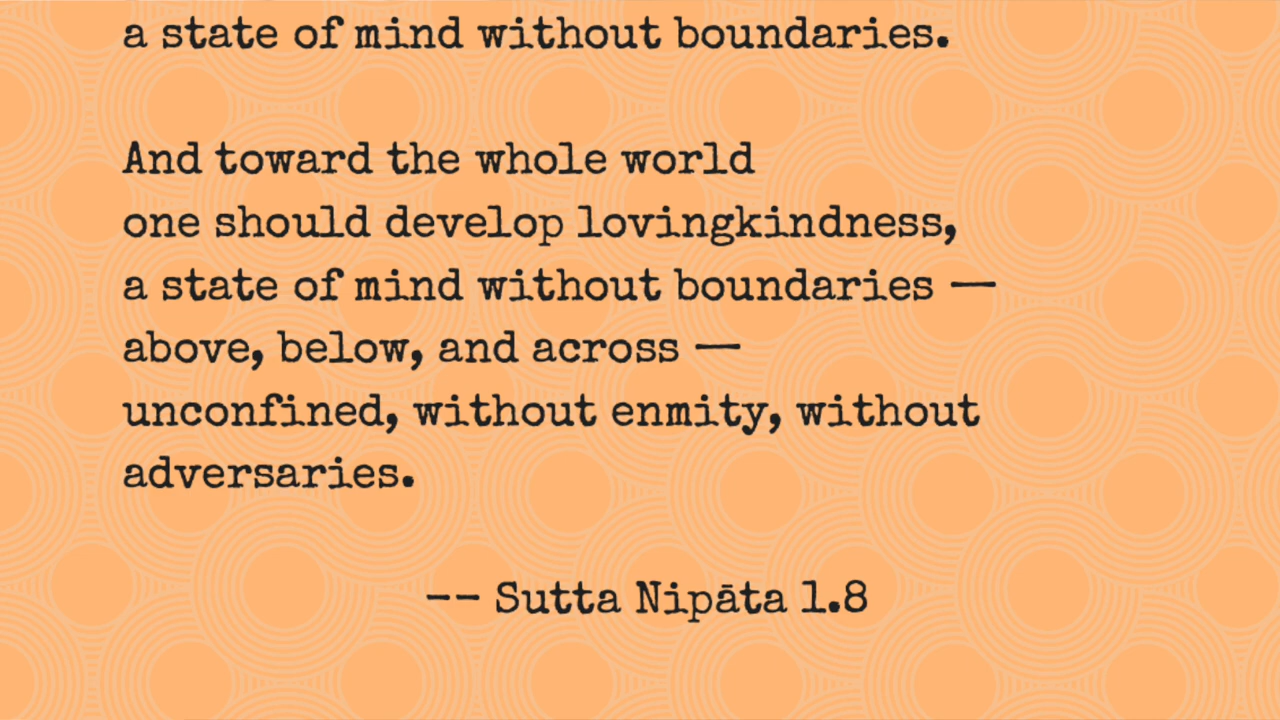 a state of mind without boundaries.
And toward the whole world
one should develop lovingkindness,
a state of mind without boundaries —
above, below, and across —
unconfined, without enmity, without
adversaries.
-- Sutta Nipāta 1.8